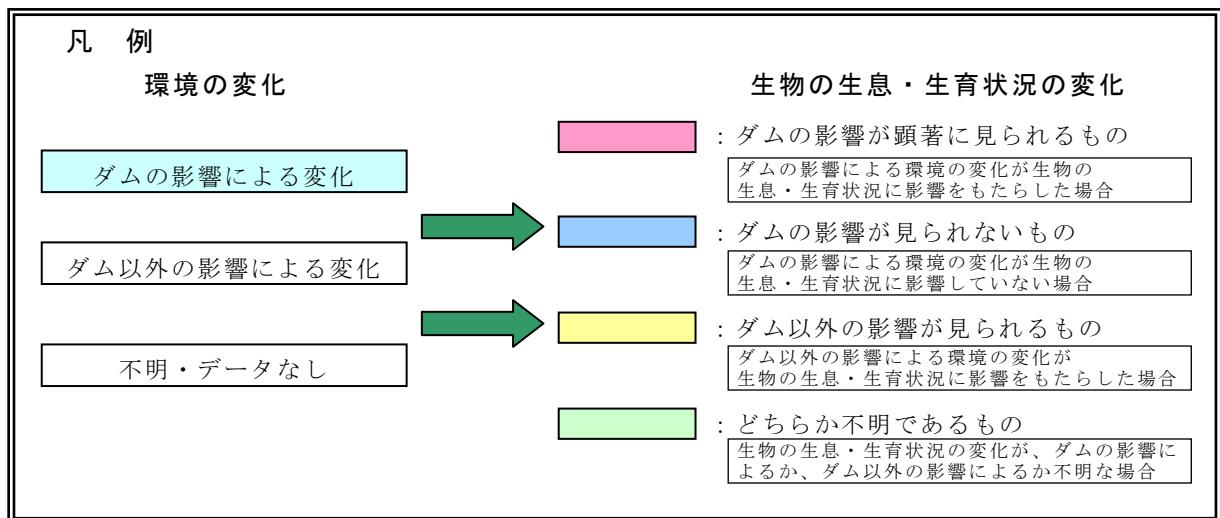 凡 例
環境の変化
ダムの影響による変化
ダム以外の影響による変化
不明・データなし
生物の生息・生育状況の変化
：ダムの影響が顕著に見られるもの
ダムの影響による環境の変化が生物の
生息・生育状況に影響をもたらした場合
：ダムの影響が見られないもの
ダムの影響による環境の変化が生物の
生息・生育状況に影響していない場合
：ダム以外の影響が見られるもの
ダム以外の影響による環境の変化が
生物の生息・生育状況に影響をもたらした場合
：どちらか不明であるもの
生物の生息・生育状況の変化が、ダムの影響に
よるか、ダム以外の影響によるか不明な場合